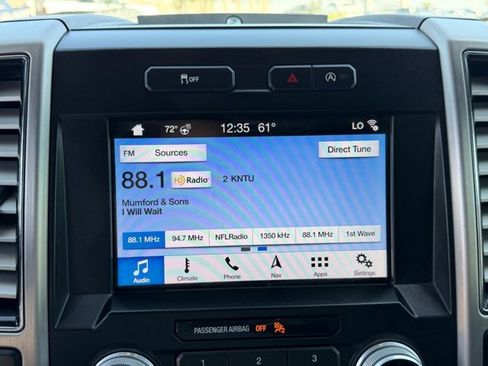 OFF
72° 12:35 61° LO
FM Sources Direct Tune
88.1 HD Radio 2 KNTU
Mumford & Sons
I Will Wait
88.1 MHz 94.7 MHz NFLRadio 1350 kHz 88.1 MHz 1st Wave
Audio Climate Phone Nav Apps Settings
PASSENGER AIRBAG OFF
1 2 3